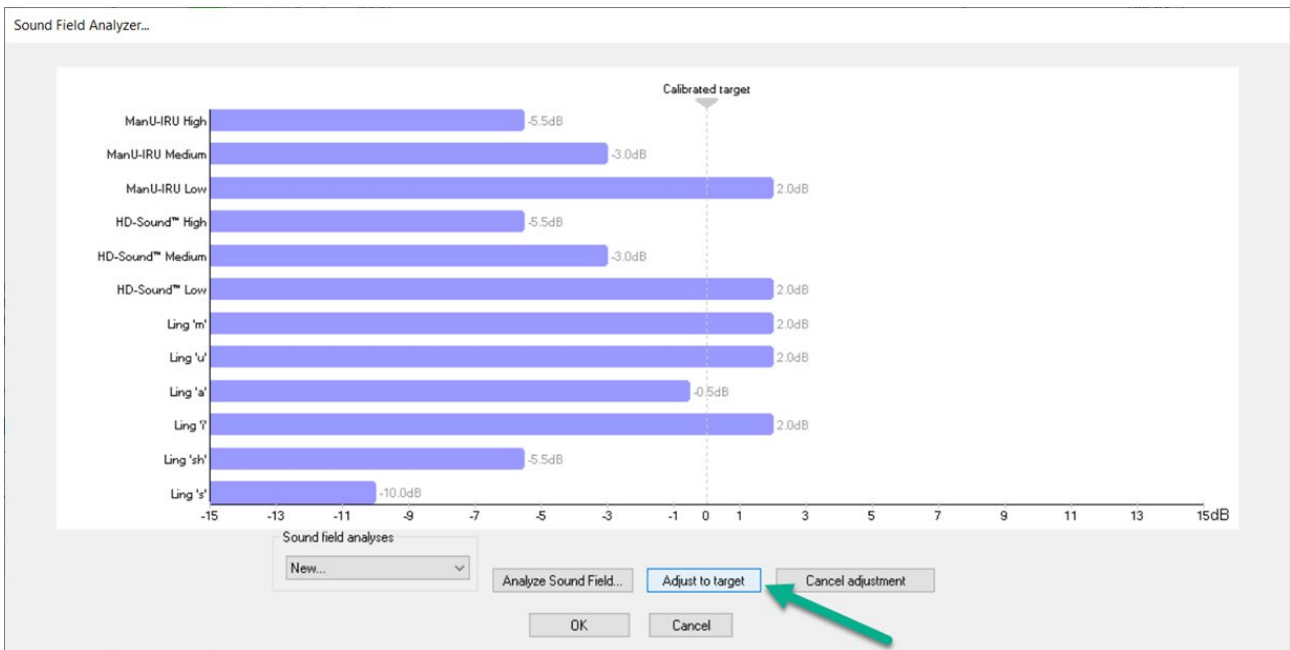 Sound Field Analyzer...
Calibrated target
ManU-IRU High -5.5dB
ManU-IRU Medium -3.0dB
ManU-IRU Low 2.0dB
HD-Sound™ High -5.5dB
HD-Sound™ Medium -3.0dB
HD-Sound™ Low 2.0dB
Ling 'm' 2.0dB
Ling 'u' 2.0dB
Ling 'a' -0.5dB
Ling 'i' 2.0dB
Ling 'sh' -5.5dB
Ling 's' -10.0dB
-15 -13 -11 -9 -7 -5 -3 -1 0 1 3 5 7 9 11 13 15dB
Sound field analyses
New... Analyze Sound Field... Adjust to target Cancel adjustment
OK Cancel